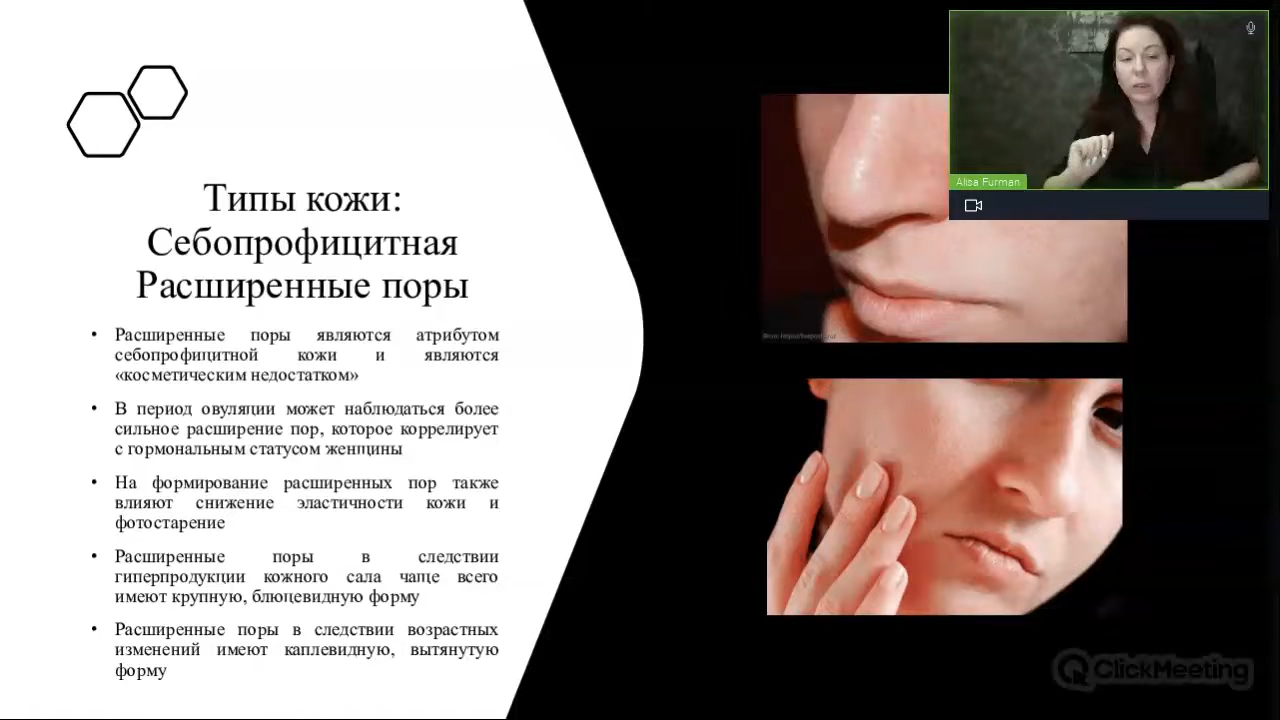 Типы кожи:
Себопрофицитная
Расширенные поры
• Расширенные поры являются атрибутом
себопрофицитной кожи и являются
«косметическим недостатком»
• В период овуляции может наблюдаться более
сильное расширение пор, которое коррелирует
с гормональным статусом женщины
• На формирование расширенных пор также
влияют снижение эластичности кожи и
фотостарение
• Расширенные поры в следствии
гиперпродукции кожного сала чаще всего
имеют крупную, блюцевидную форму
• Расширенные поры в следствии возрастных
изменений имеют каплевидную, вытянутую
форму
Alisa Furman
ClickMeeting